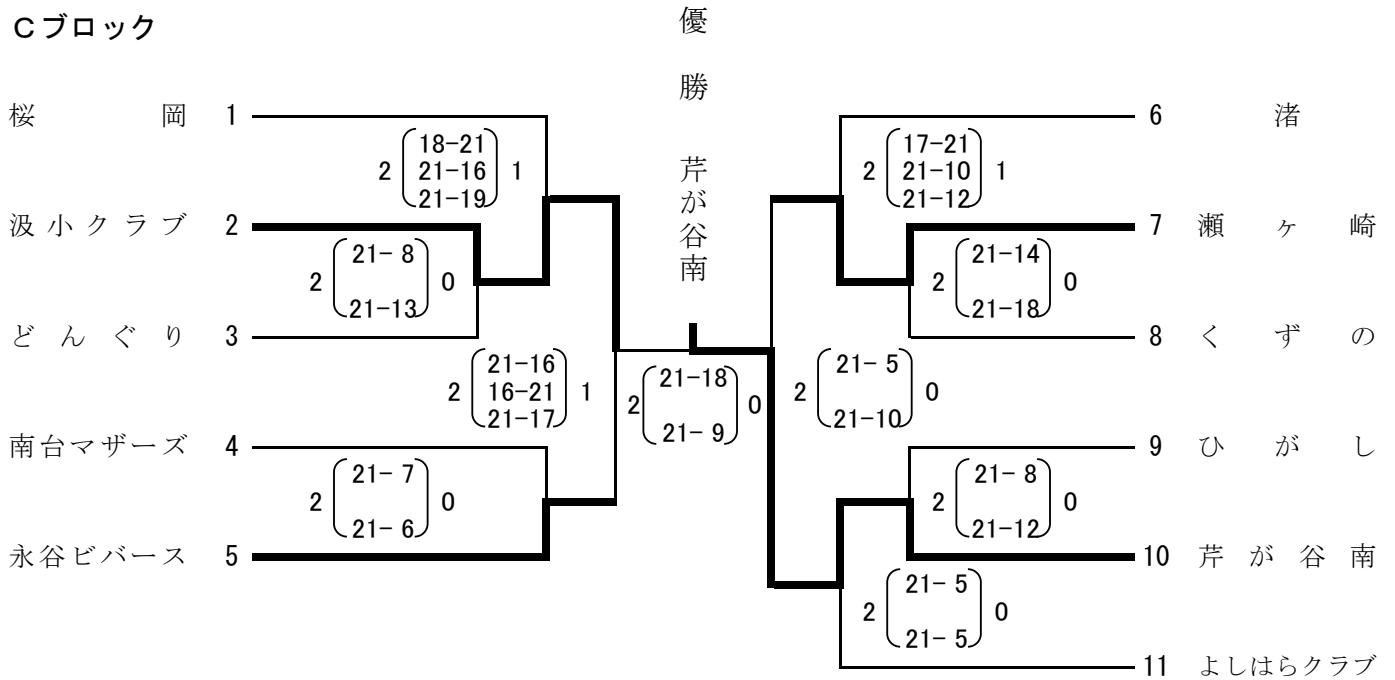 Cブロック
優勝 芹が谷南
桜岡 1
2 18-21 21-16 21-19 1
汲小クラブ 2
2 21- 8 21-13 0
どんぐり 3
2 21-16 16-21 21-17 1
南台マザーズ 4
2 21- 7 21- 6 0
永谷ビバース 5
2 21-18 21- 9 0
6 渚
2 17-21 21-10 21-12 1
7 瀬ヶ崎
2 21-14 21-18 0
8 くずの
2 21- 5 21-10 0
9 ひがし
2 21- 8 21-12 0
10 芹が谷南
2 21- 5 21- 5 0
11 よしはらクラブ